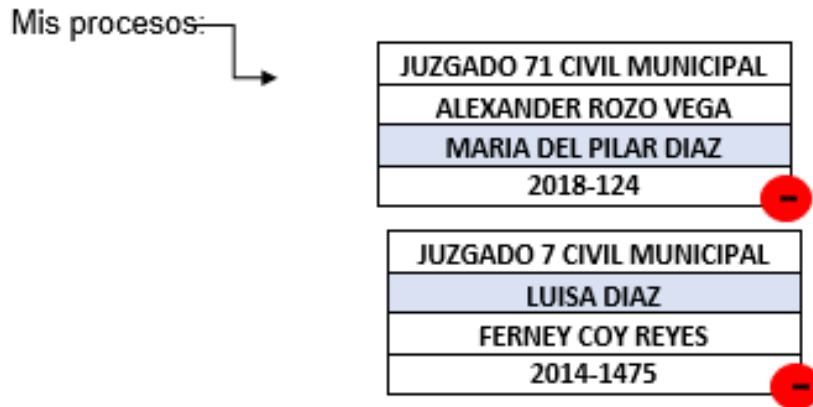 Mis procesos:
JUZGADO 71 CIVIL MUNICIPAL
ALEXANDER ROZO VEGA
MARIA DEL PILAR DIAZ
2018-124
-
JUZGADO 7 CIVIL MUNICIPAL
LUISA DIAZ
FERNEY COY REYES
2014-1475
-